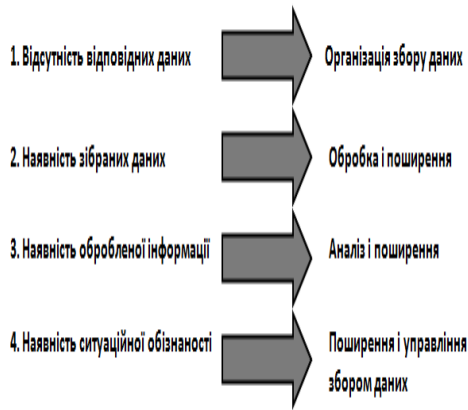 1. Відсутність відповідних даних
Організація збору даних
2. Наявність зібраних даних
Обробка і поширення
3. Наявність обробленої інформації
Аналіз і поширення
4. Наявність ситуаційної обізнаності
Поширення і управління
збором даних